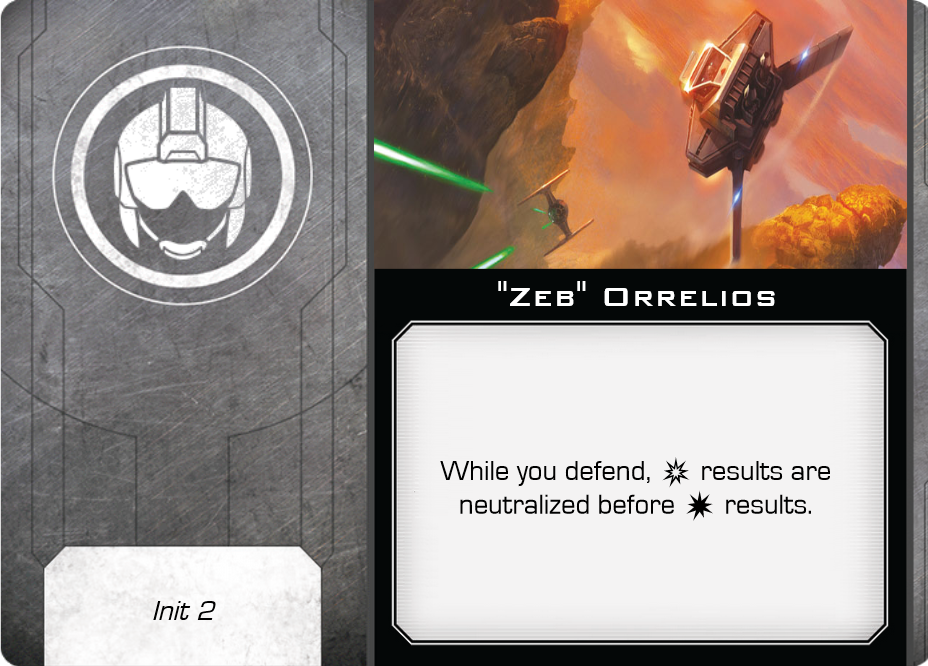 "Zeb" Orrelios
While you defend, results are
neutralized before results.
Init 2